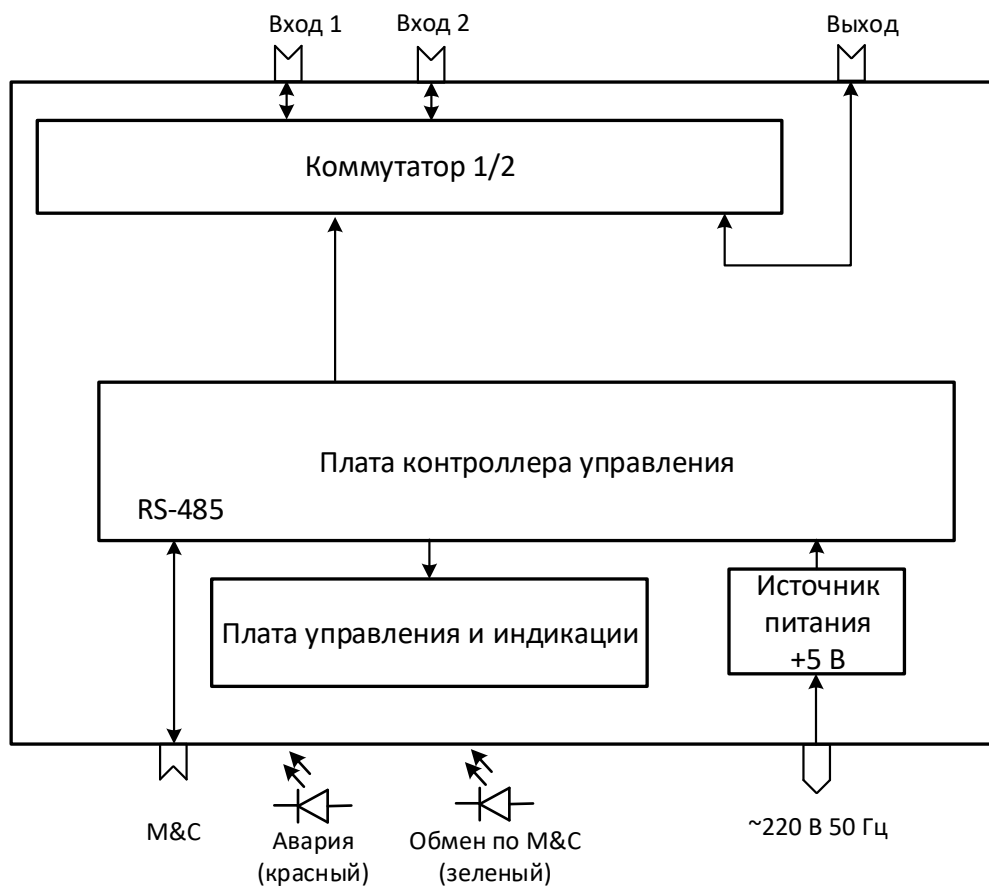 Вход 1
Вход 2
Выход
Коммутатор 1/2
Плата контроллера управления
RS-485
Плата управления и индикации
Источник
питания
+5 В
M&C
Авария
(красный)
Обмен по M&C
(зеленый)
~220 В 50 Гц